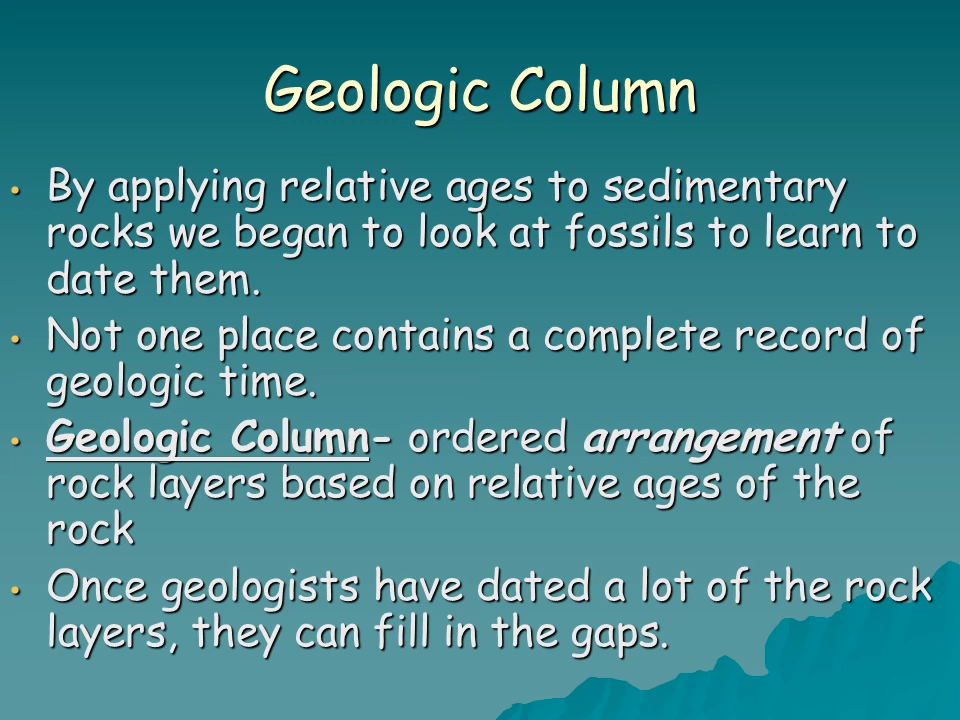 Geologic Column
• By applying relative ages to sedimentary
rocks we began to look at fossils to learn to
date them.
• Not one place contains a complete record of
geologic time.
• Geologic Column- ordered arrangement of
rock layers based on relative ages of the
rock
• Once geologists have dated a lot of the rock
layers, they can fill in the gaps.